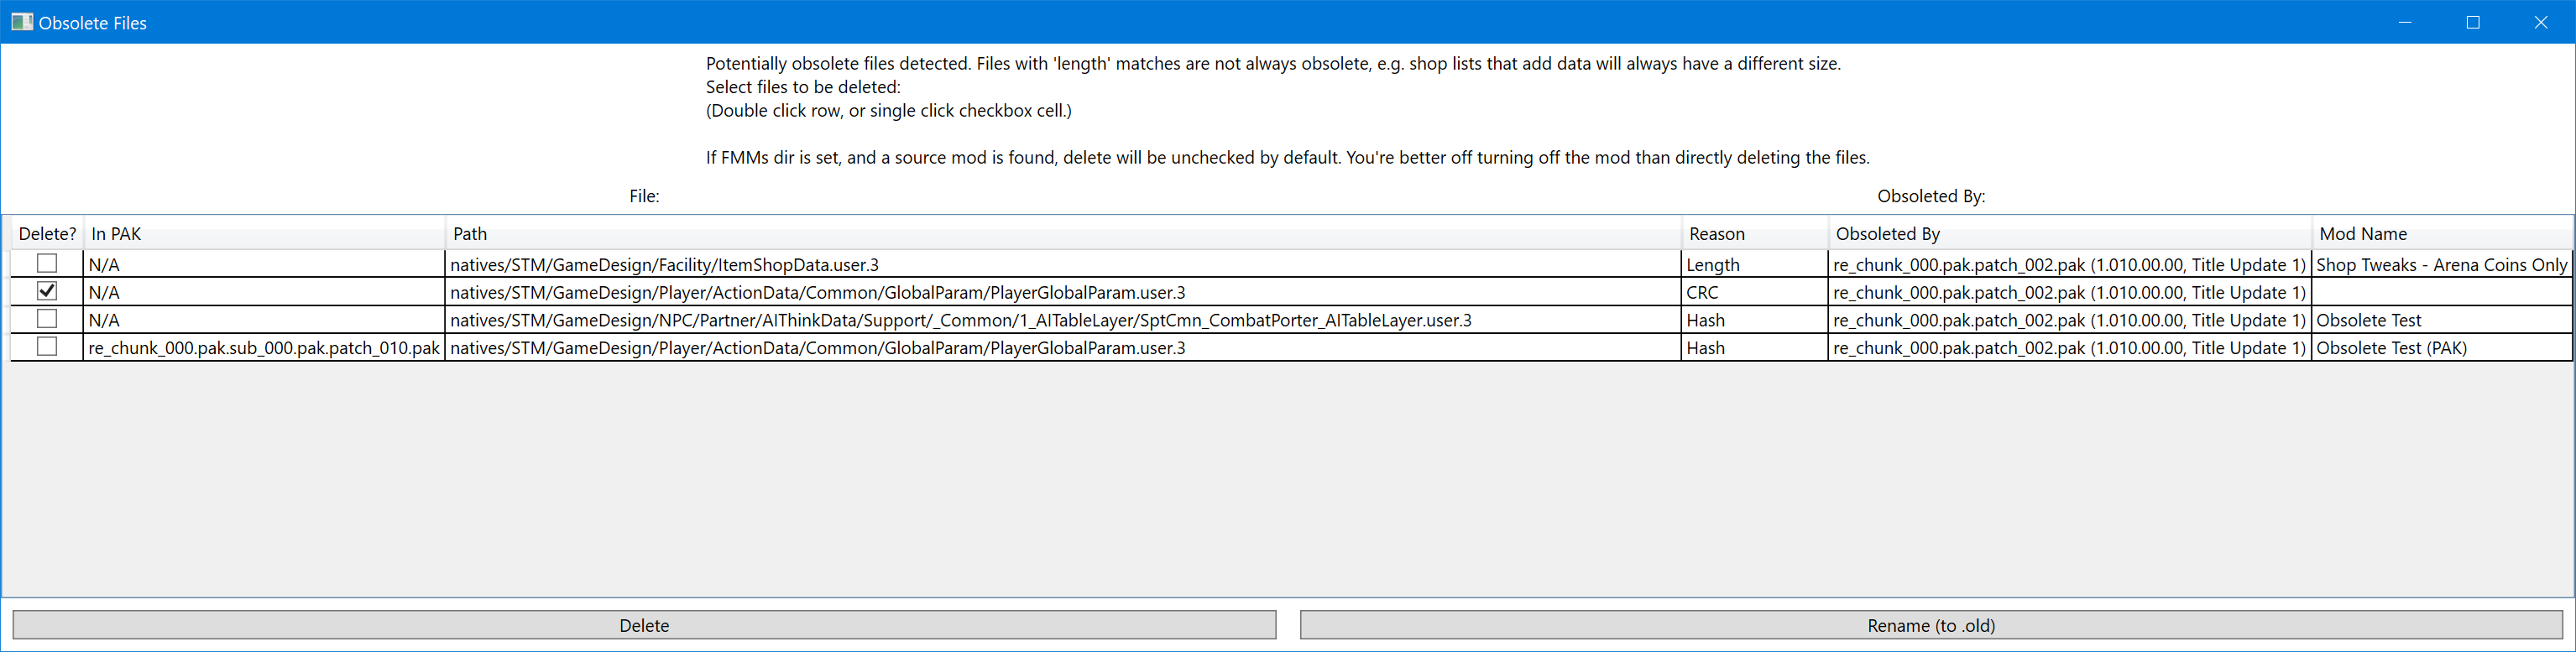 Obsolete Files
Potentially obsolete files detected. Files with 'length' matches are not always obsolete, e.g. shop lists that add data will always have a different size.
Select files to be deleted:
(Double click row, or single click checkbox cell.)
If FMMs dir is set, and a source mod is found, delete will be unchecked by default. You're better off turning off the mod than directly deleting the files.
File: Obsoleted By:
Delete? In PAK Path Reason Obsoleted By Mod Name
N/A natives/STM/GameDesign/Facility/ItemShopData.user.3 Length re_chunk_000.pak.patch_002.pak (1.010.00.00, Title Update 1) Shop Tweaks - Arena Coins Only
N/A natives/STM/GameDesign/Player/ActionData/Common/GlobalParam/PlayerGlobalParam.user.3 CRC re_chunk_000.pak.patch_002.pak (1.010.00.00, Title Update 1)
N/A natives/STM/GameDesign/NPC/Partner/AIThinkData/Support/_Common/1_AITableLayer/SptCmn_CombatPorter_AITableLayer.user.3 Hash re_chunk_000.pak.patch_002.pak (1.010.00.00, Title Update 1) Obsolete Test
re_chunk_000.pak.sub_000.pak.patch_010.pak natives/STM/GameDesign/Player/ActionData/Common/GlobalParam/PlayerGlobalParam.user.3 Hash re_chunk_000.pak.patch_002.pak (1.010.00.00, Title Update 1) Obsolete Test (PAK)
Delete Rename (to .old)